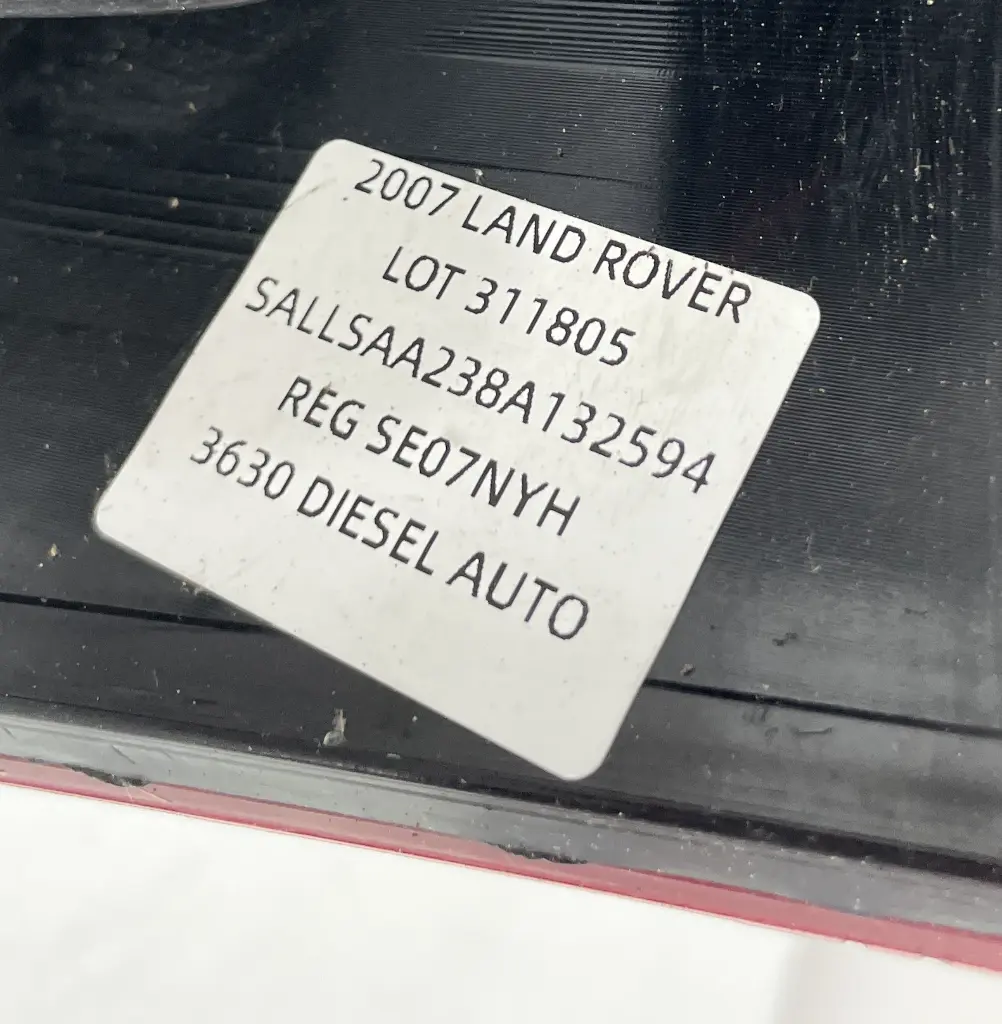 2007 LAND ROVER
LOT 311805
SALLSAA238A132594
REG SE07NYH
3630 DIESEL AUTO